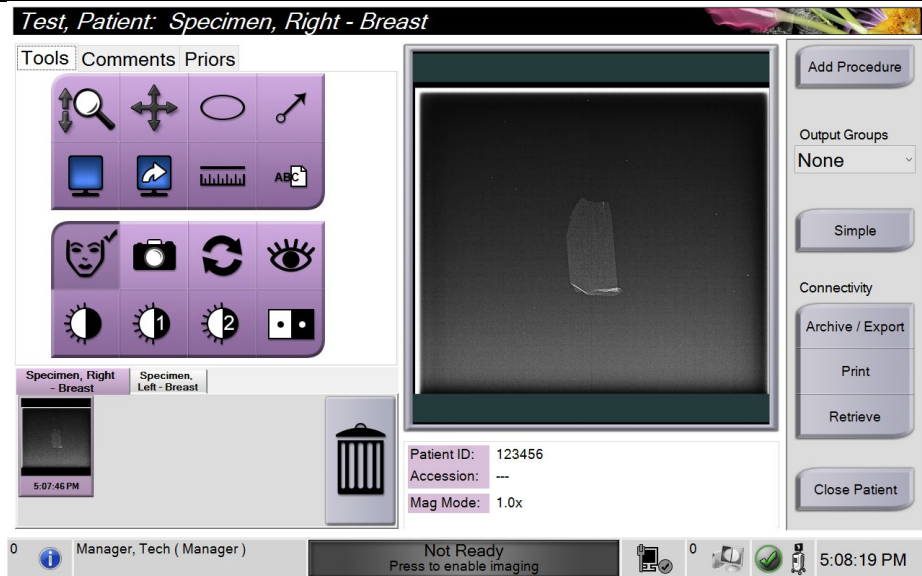 Test, Patient: Specimen, Right - Breast
Tools Comments Priors
ABC
1
2
Specimen, Right
- Breast
Specimen,
Left - Breast
5:07:46 PM
Patient ID: 123456
Accession: ---
Mag Mode: 1.0x
Add Procedure
Output Groups
None
Simple
Connectivity
Archive / Export
Print
Retrieve
Close Patient
0
Manager, Tech ( Manager )
Not Ready
Press to enable imaging
0
5:08:19 PM